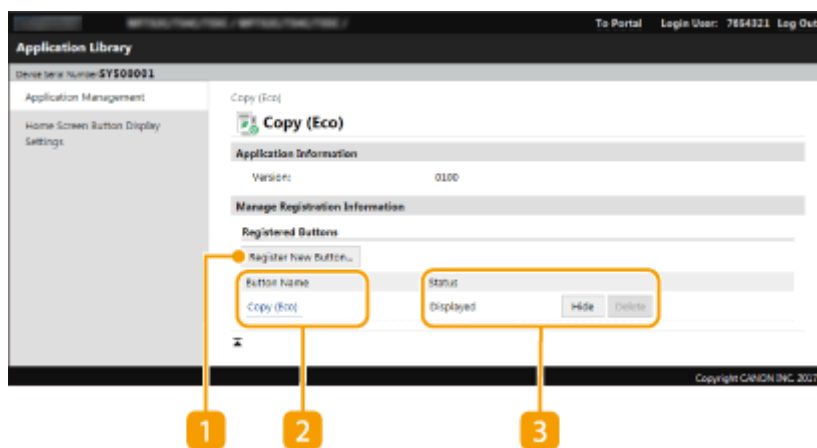 To Portal Login User: 7654321 Log Out
Application Library
Device Serial Number SYS00001
Application Management
Home Screen Button Display
Settings
Copy (Eco)
Copy (Eco)
Application Information
Version: 0100
Manage Registration Information
Registered Buttons
Register New Button...
Button Name Status
Copy (Eco) Displayed Hide Delete
Copyright CANON INC. 2017
1 2 3